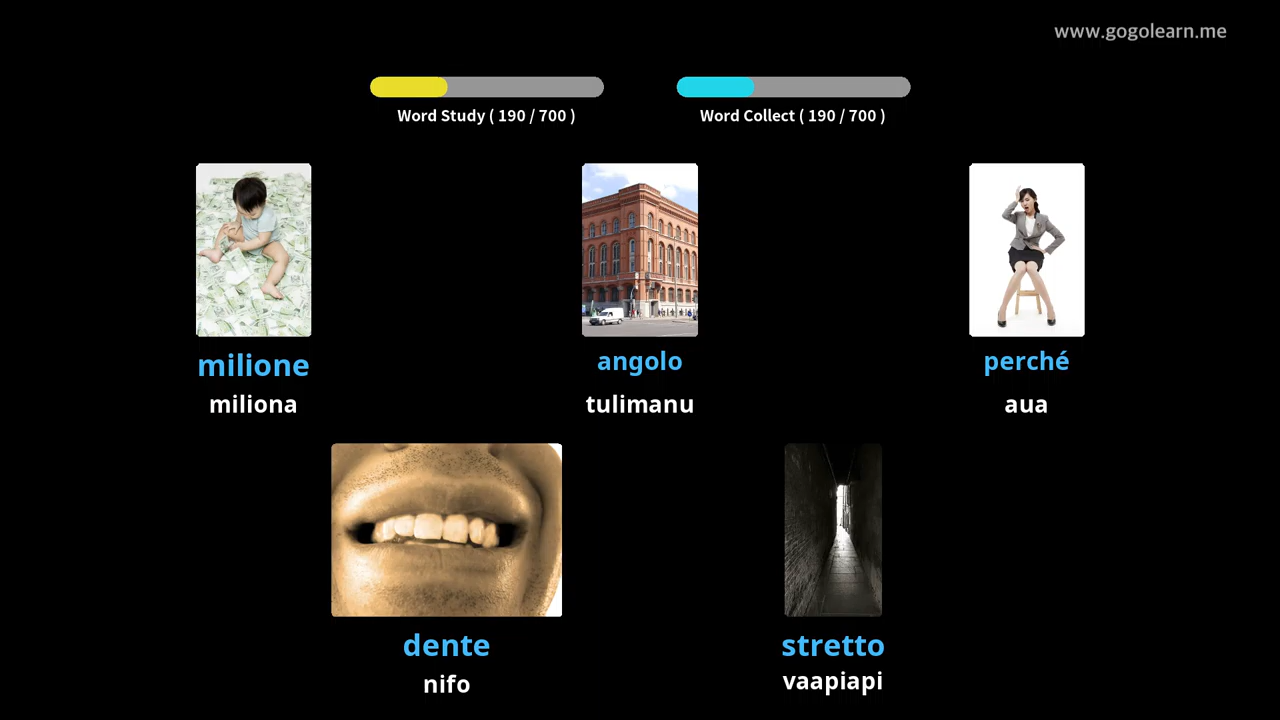 www.gogolearn.me
Word Study ( 190 / 700 )
Word Collect ( 190 / 700 )
milione
miliona
angolo
tulimanu
perché
aua
dente
nifo
stretto
vaapiapi